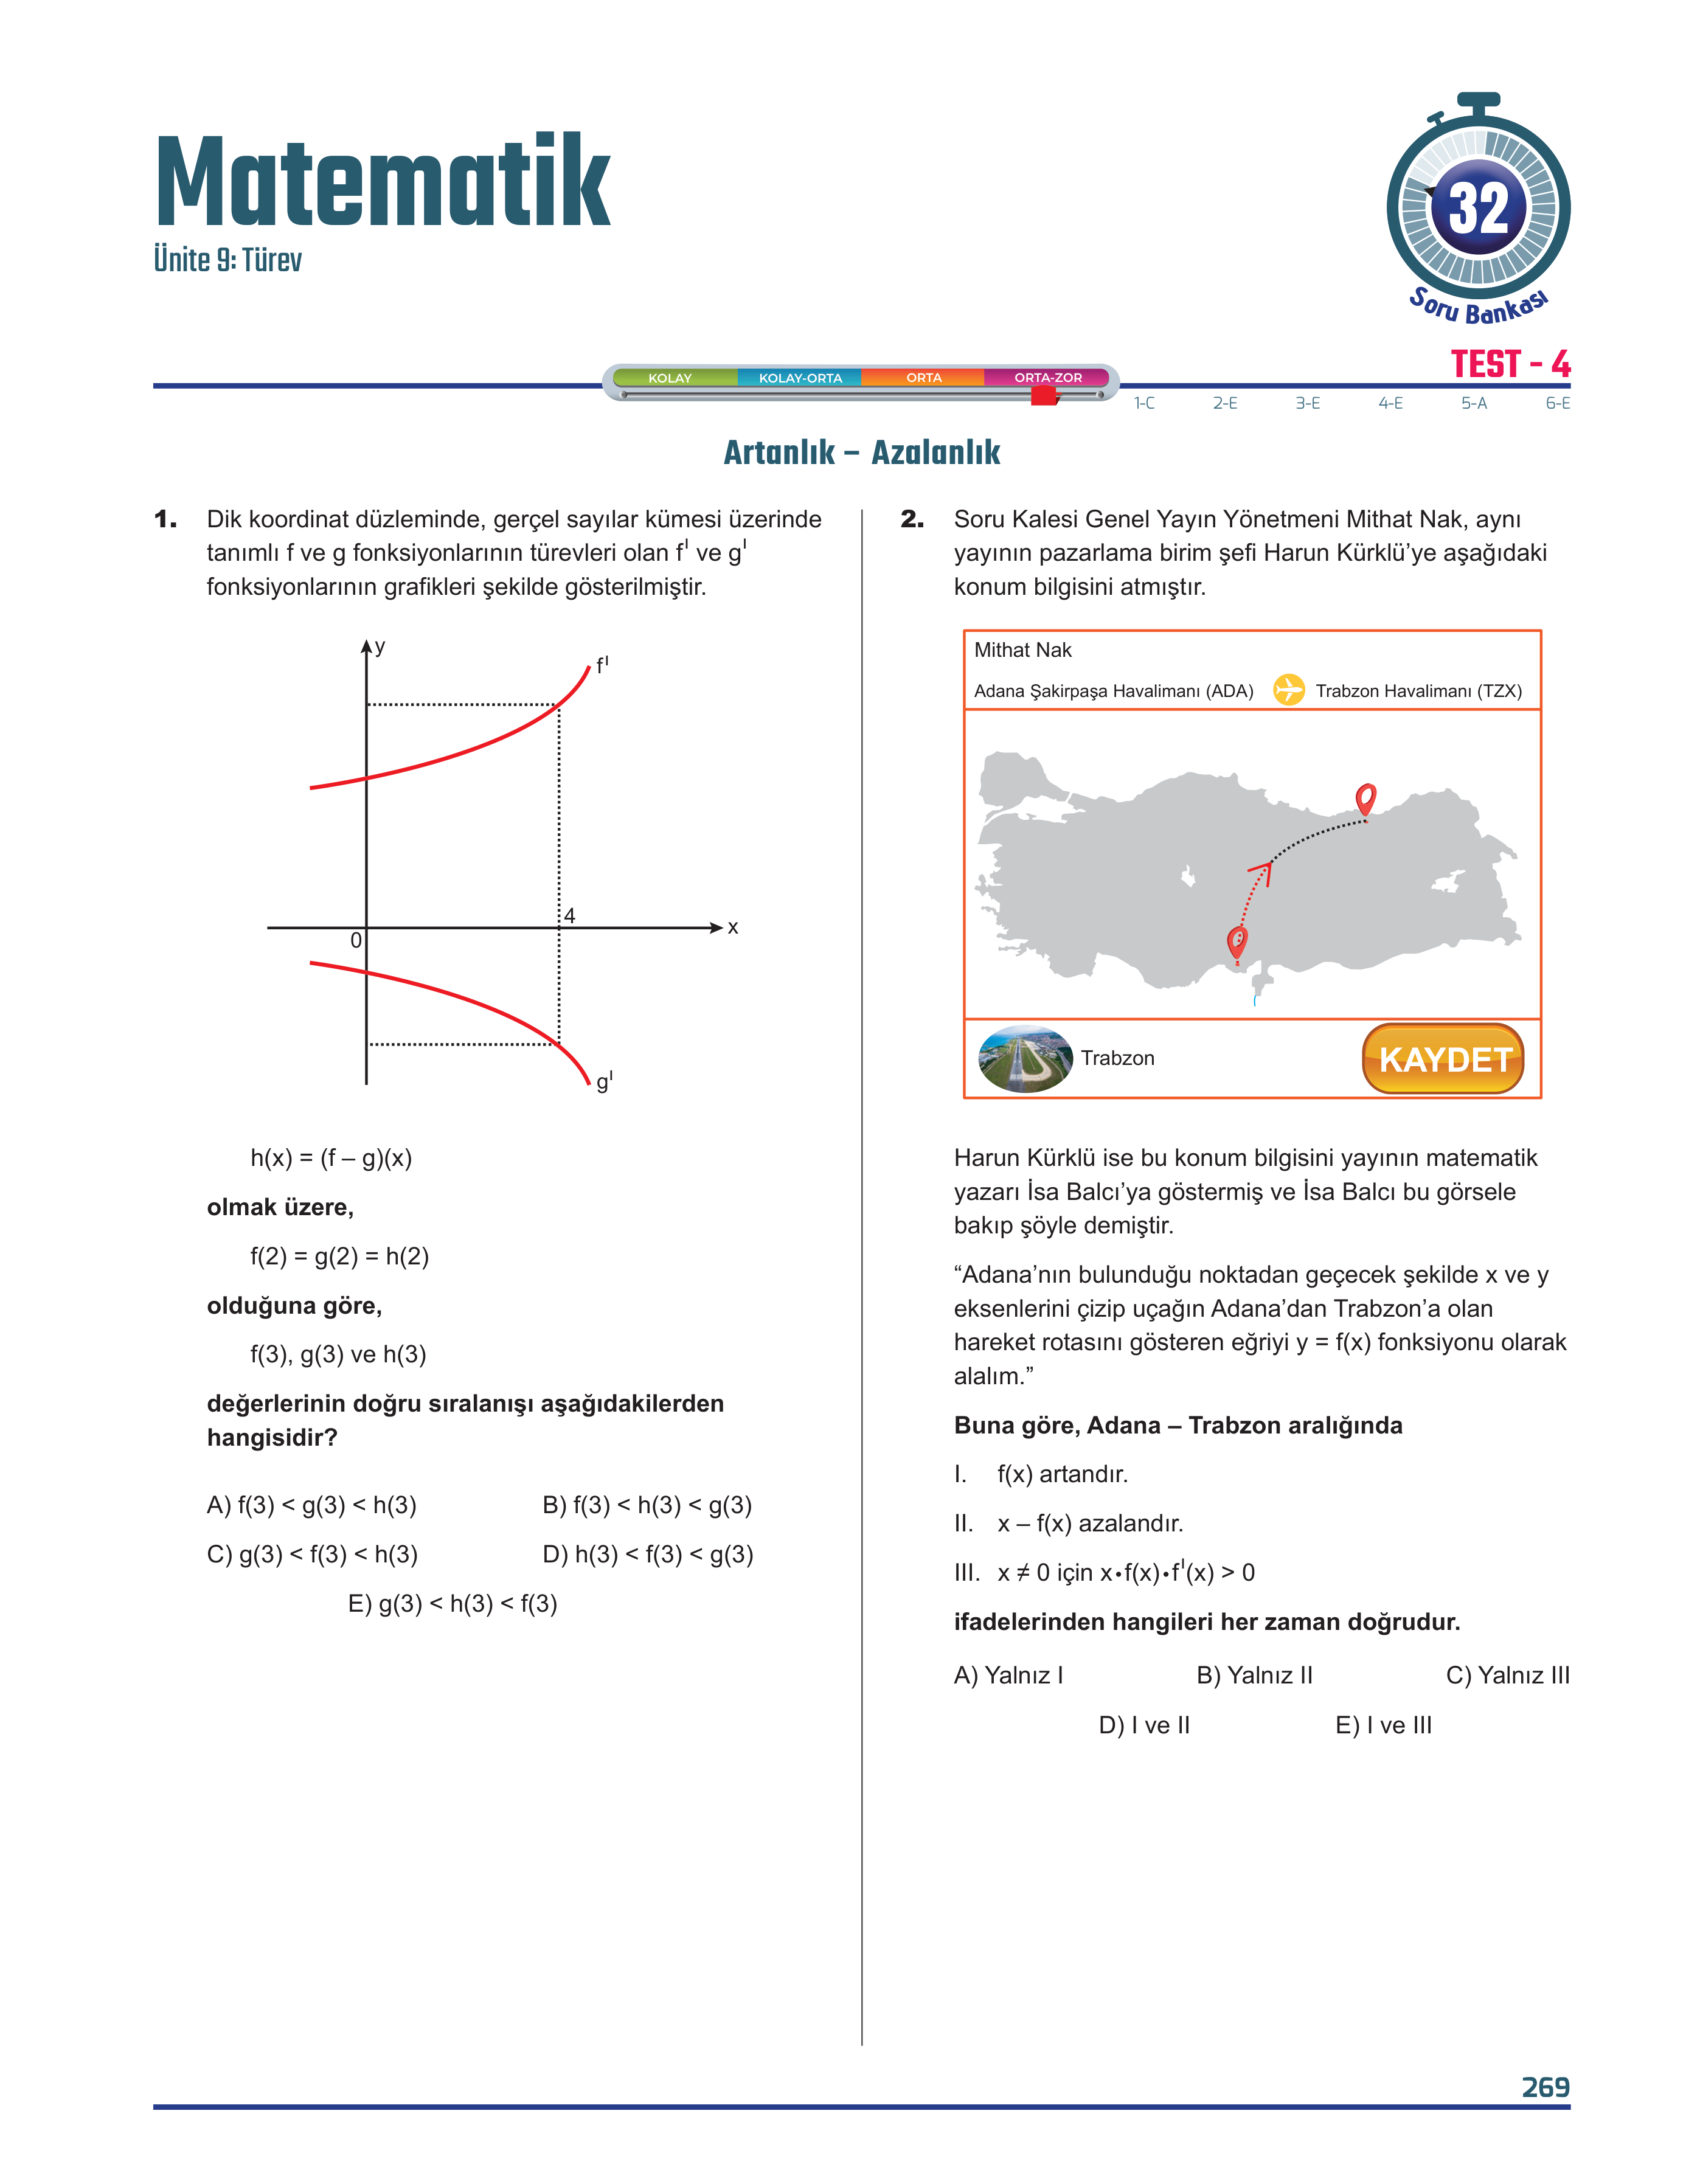 Matematik
Ünite 9: Türev
32
Soru Bankası
TEST - 4
KOLAY
KOLAY-ORTA
ORTA
ORTA-ZOR
1-C 2-E 3-E 4-E 5-A 6-E
Artanlık – Azalanlık
1. Dik koordinat düzleminde, gerçel sayılar kümesi üzerinde
tanımlı f ve g fonksiyonlarının türevleri olan fᴵ ve gᴵ
fonksiyonlarının grafikleri şekilde gösterilmiştir.
y
fᴵ
4
x
0
gᴵ
h(x) = (f – g)(x)
olmak üzere,
f(2) = g(2) = h(2)
olduğuna göre,
f(3), g(3) ve h(3)
değerlerinin doğru sıralanışı aşağıdakilerden
hangisidir?
A) f(3) < g(3) < h(3) B) f(3) < h(3) < g(3)
C) g(3) < f(3) < h(3) D) h(3) < f(3) < g(3)
E) g(3) < h(3) < f(3)
2. Soru Kalesi Genel Yayın Yönetmeni Mithat Nak, aynı
yayının pazarlama birim şefi Harun Kürklü’ye aşağıdaki
konum bilgisini atmıştır.
Mithat Nak
Adana Şakirpaşa Havalimanı (ADA) Trabzon Havalimanı (TZX)
Trabzon
KAYDET
Harun Kürklü ise bu konum bilgisini yayının matematik
yazarı İsa Balcı’ya göstermiş ve İsa Balcı bu görsele
bakıp şöyle demiştir.
“Adana’nın bulunduğu noktadan geçecek şekilde x ve y
eksenlerini çizip uçağın Adana’dan Trabzon’a olan
hareket rotasını gösteren eğriyi y = f(x) fonksiyonu olarak
alalım.”
Buna göre, Adana – Trabzon aralığında
I. f(x) artandır.
II. x – f(x) azalandır.
III. x ≠ 0 için x•f(x)•fᴵ(x) > 0
ifadelerinden hangileri her zaman doğrudur.
A) Yalnız I B) Yalnız II C) Yalnız III
D) I ve II E) I ve III
269